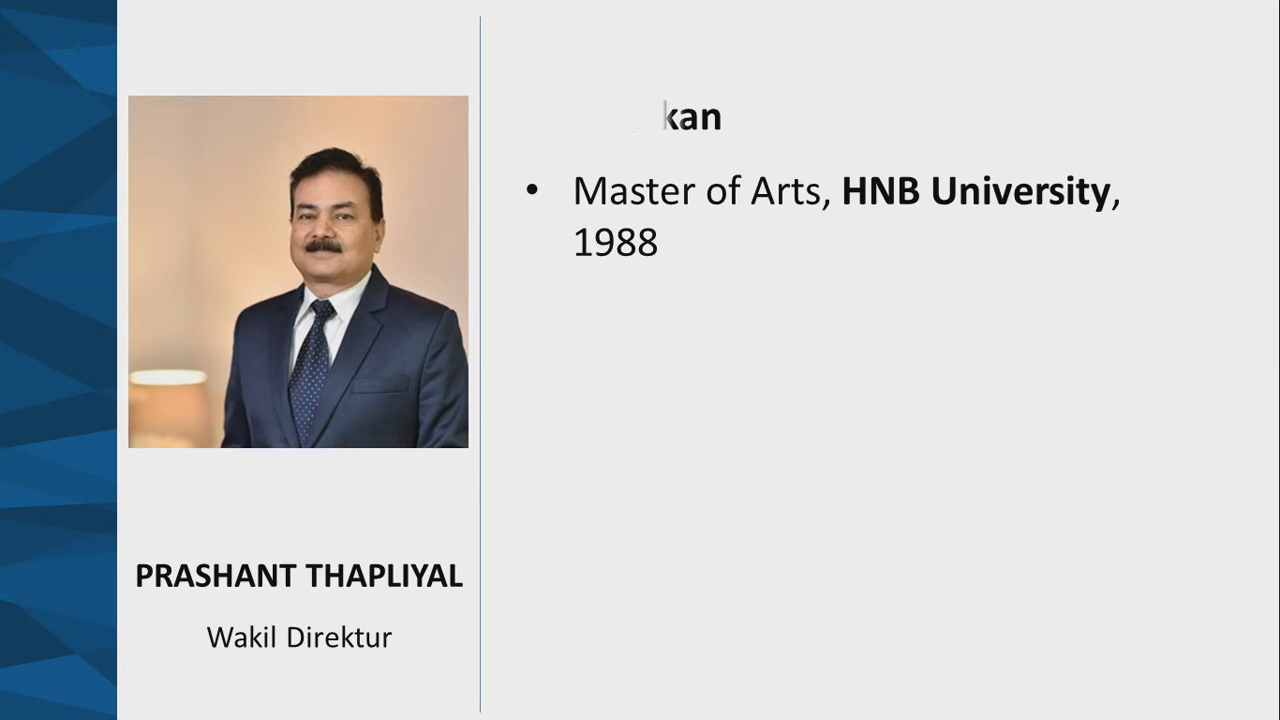 kan
• Master of Arts, HNB University,
1988
PRASHANT THAPLIYAL
Wakil Direktur